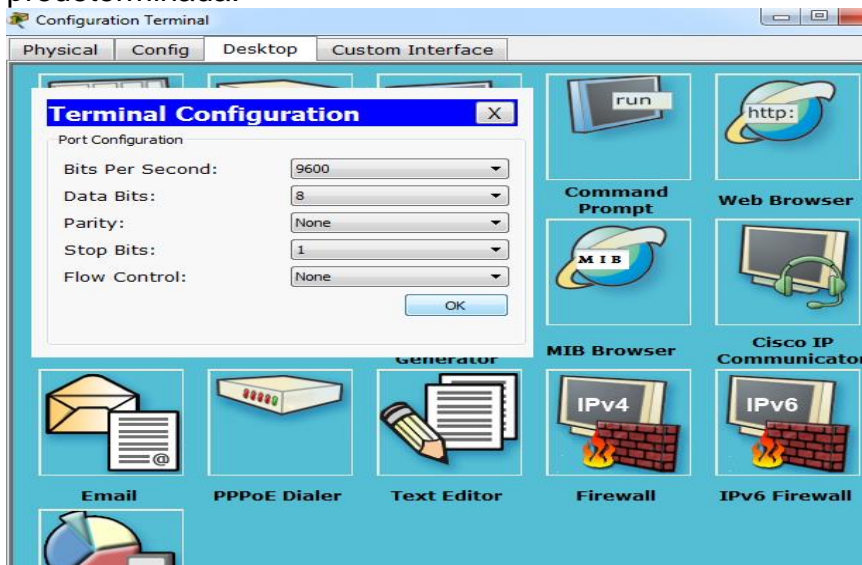 predeterminada.
Configuration Terminal
Physical Config Desktop Custom Interface
Terminal Configuration X
Port Configuration
Bits Per Second: 9600
Data Bits: 8
Parity: None
Stop Bits: 1
Flow Control: None
OK
run
http:
Command
Prompt
Web Browser
MIB
Generator
MIB Browser
Cisco IP
Communicator
@
IPv4
IPv6
Email
PPPoE Dialer
Text Editor
Firewall
IPv6 Firewall